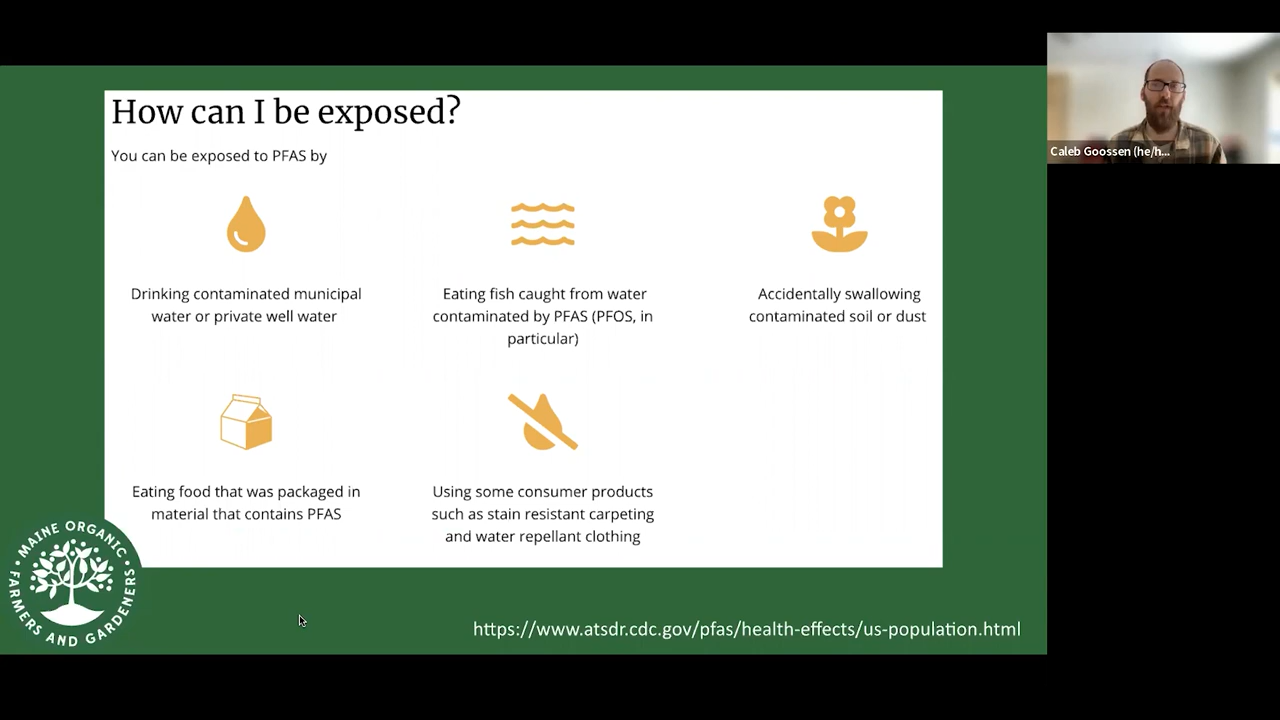 How can I be exposed?
You can be exposed to PFAS by
Drinking contaminated municipal
water or private well water
Eating fish caught from water
contaminated by PFAS (PFOS, in
particular)
Accidentally swallowing
contaminated soil or dust
Eating food that was packaged in
material that contains PFAS
Using some consumer products
such as stain resistant carpeting
and water repellant clothing
MAINE ORGANIC
FARMERS AND GARDENERS
https://www.atsdr.cdc.gov/pfas/health-effects/us-population.html
Caleb Goossen (he/h...